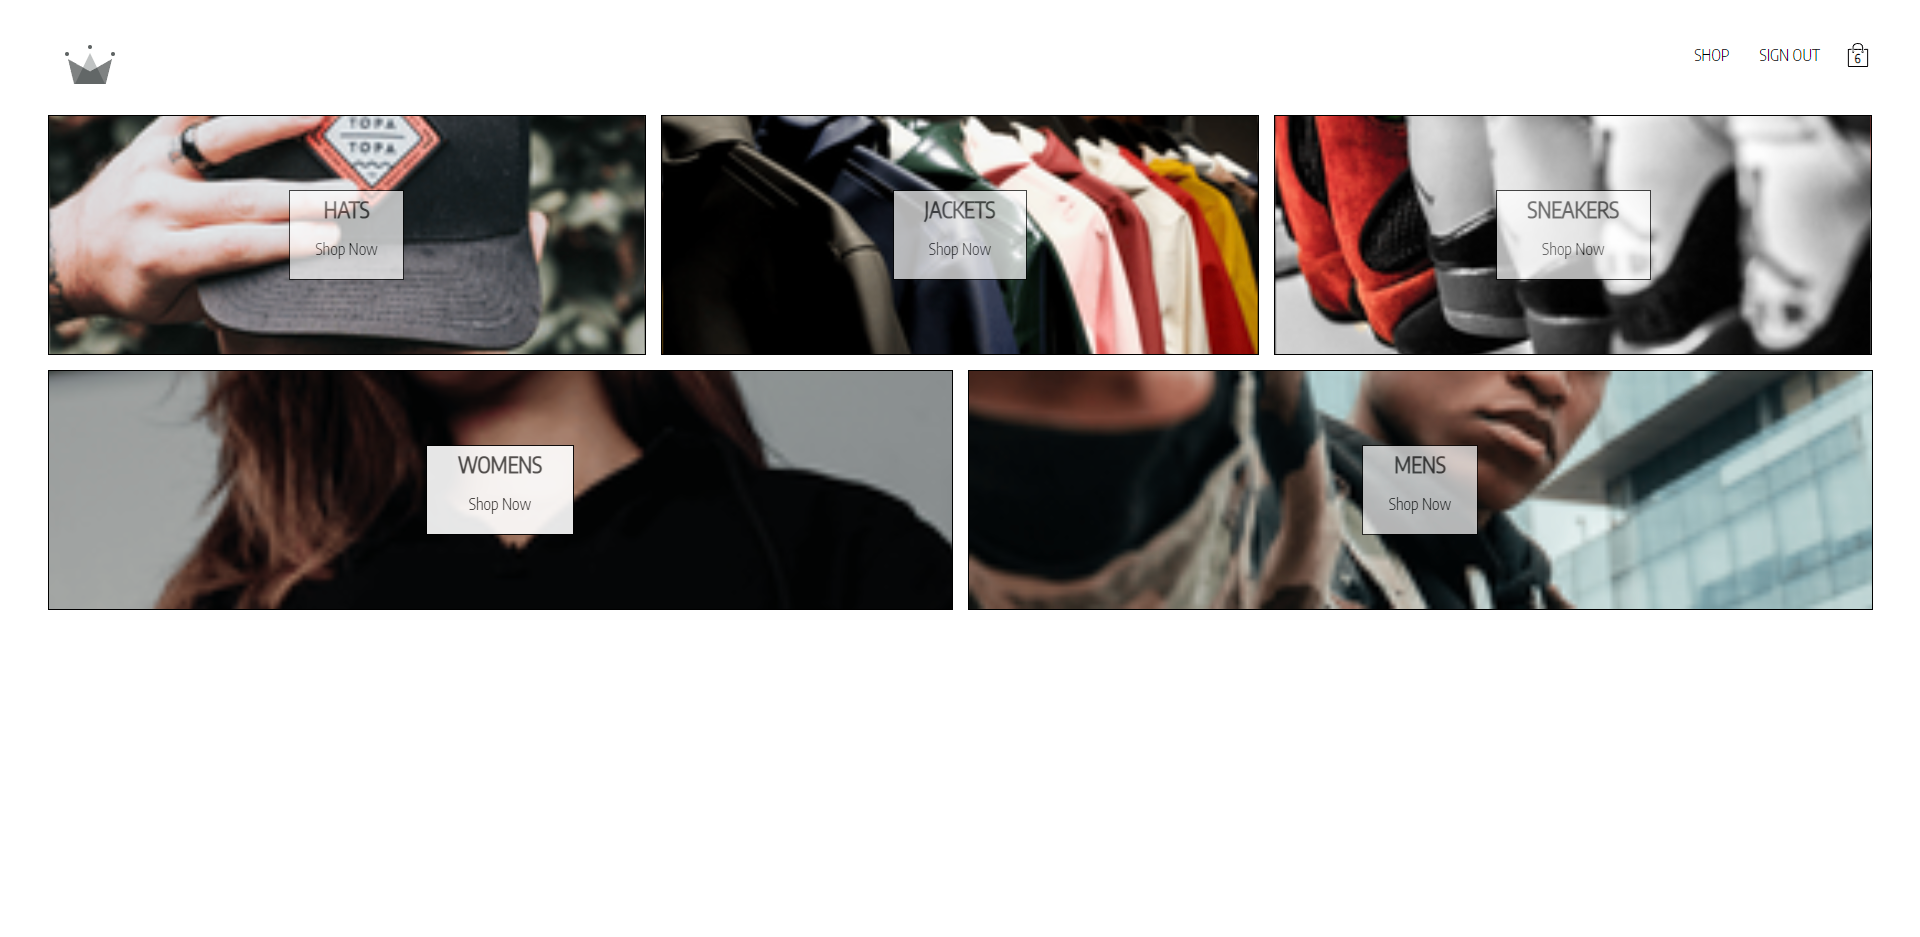 SHOP
SIGN OUT
6
TOPA
TOPA
HATS
Shop Now
JACKETS
Shop Now
SNEAKERS
Shop Now
WOMENS
Shop Now
MENS
Shop Now